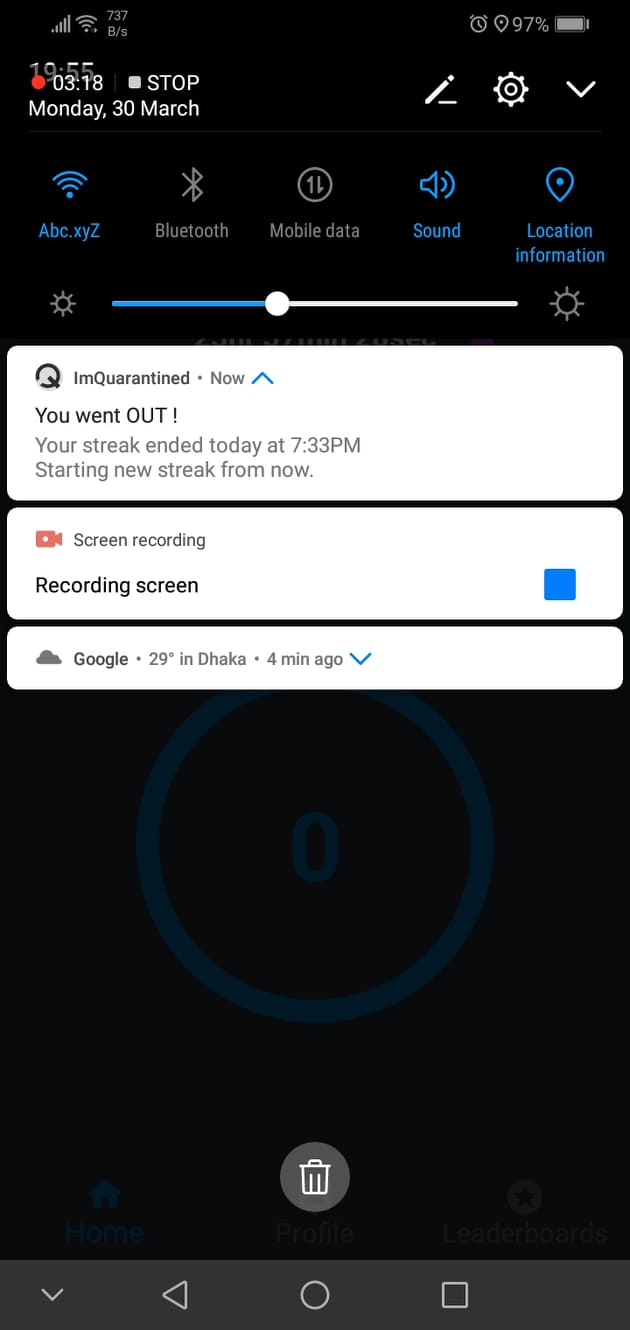 737
B/s
97%
19:55
03:18 STOP
Monday, 30 March
Abc.xyZ
Bluetooth
Mobile data
Sound
Location
information
ImQuarantined • Now
You went OUT !
Your streak ended today at 7:33PM
Starting new streak from now.
Screen recording
Recording screen
Google • 29° in Dhaka • 4 min ago
0
Home
Profile
Leaderboards